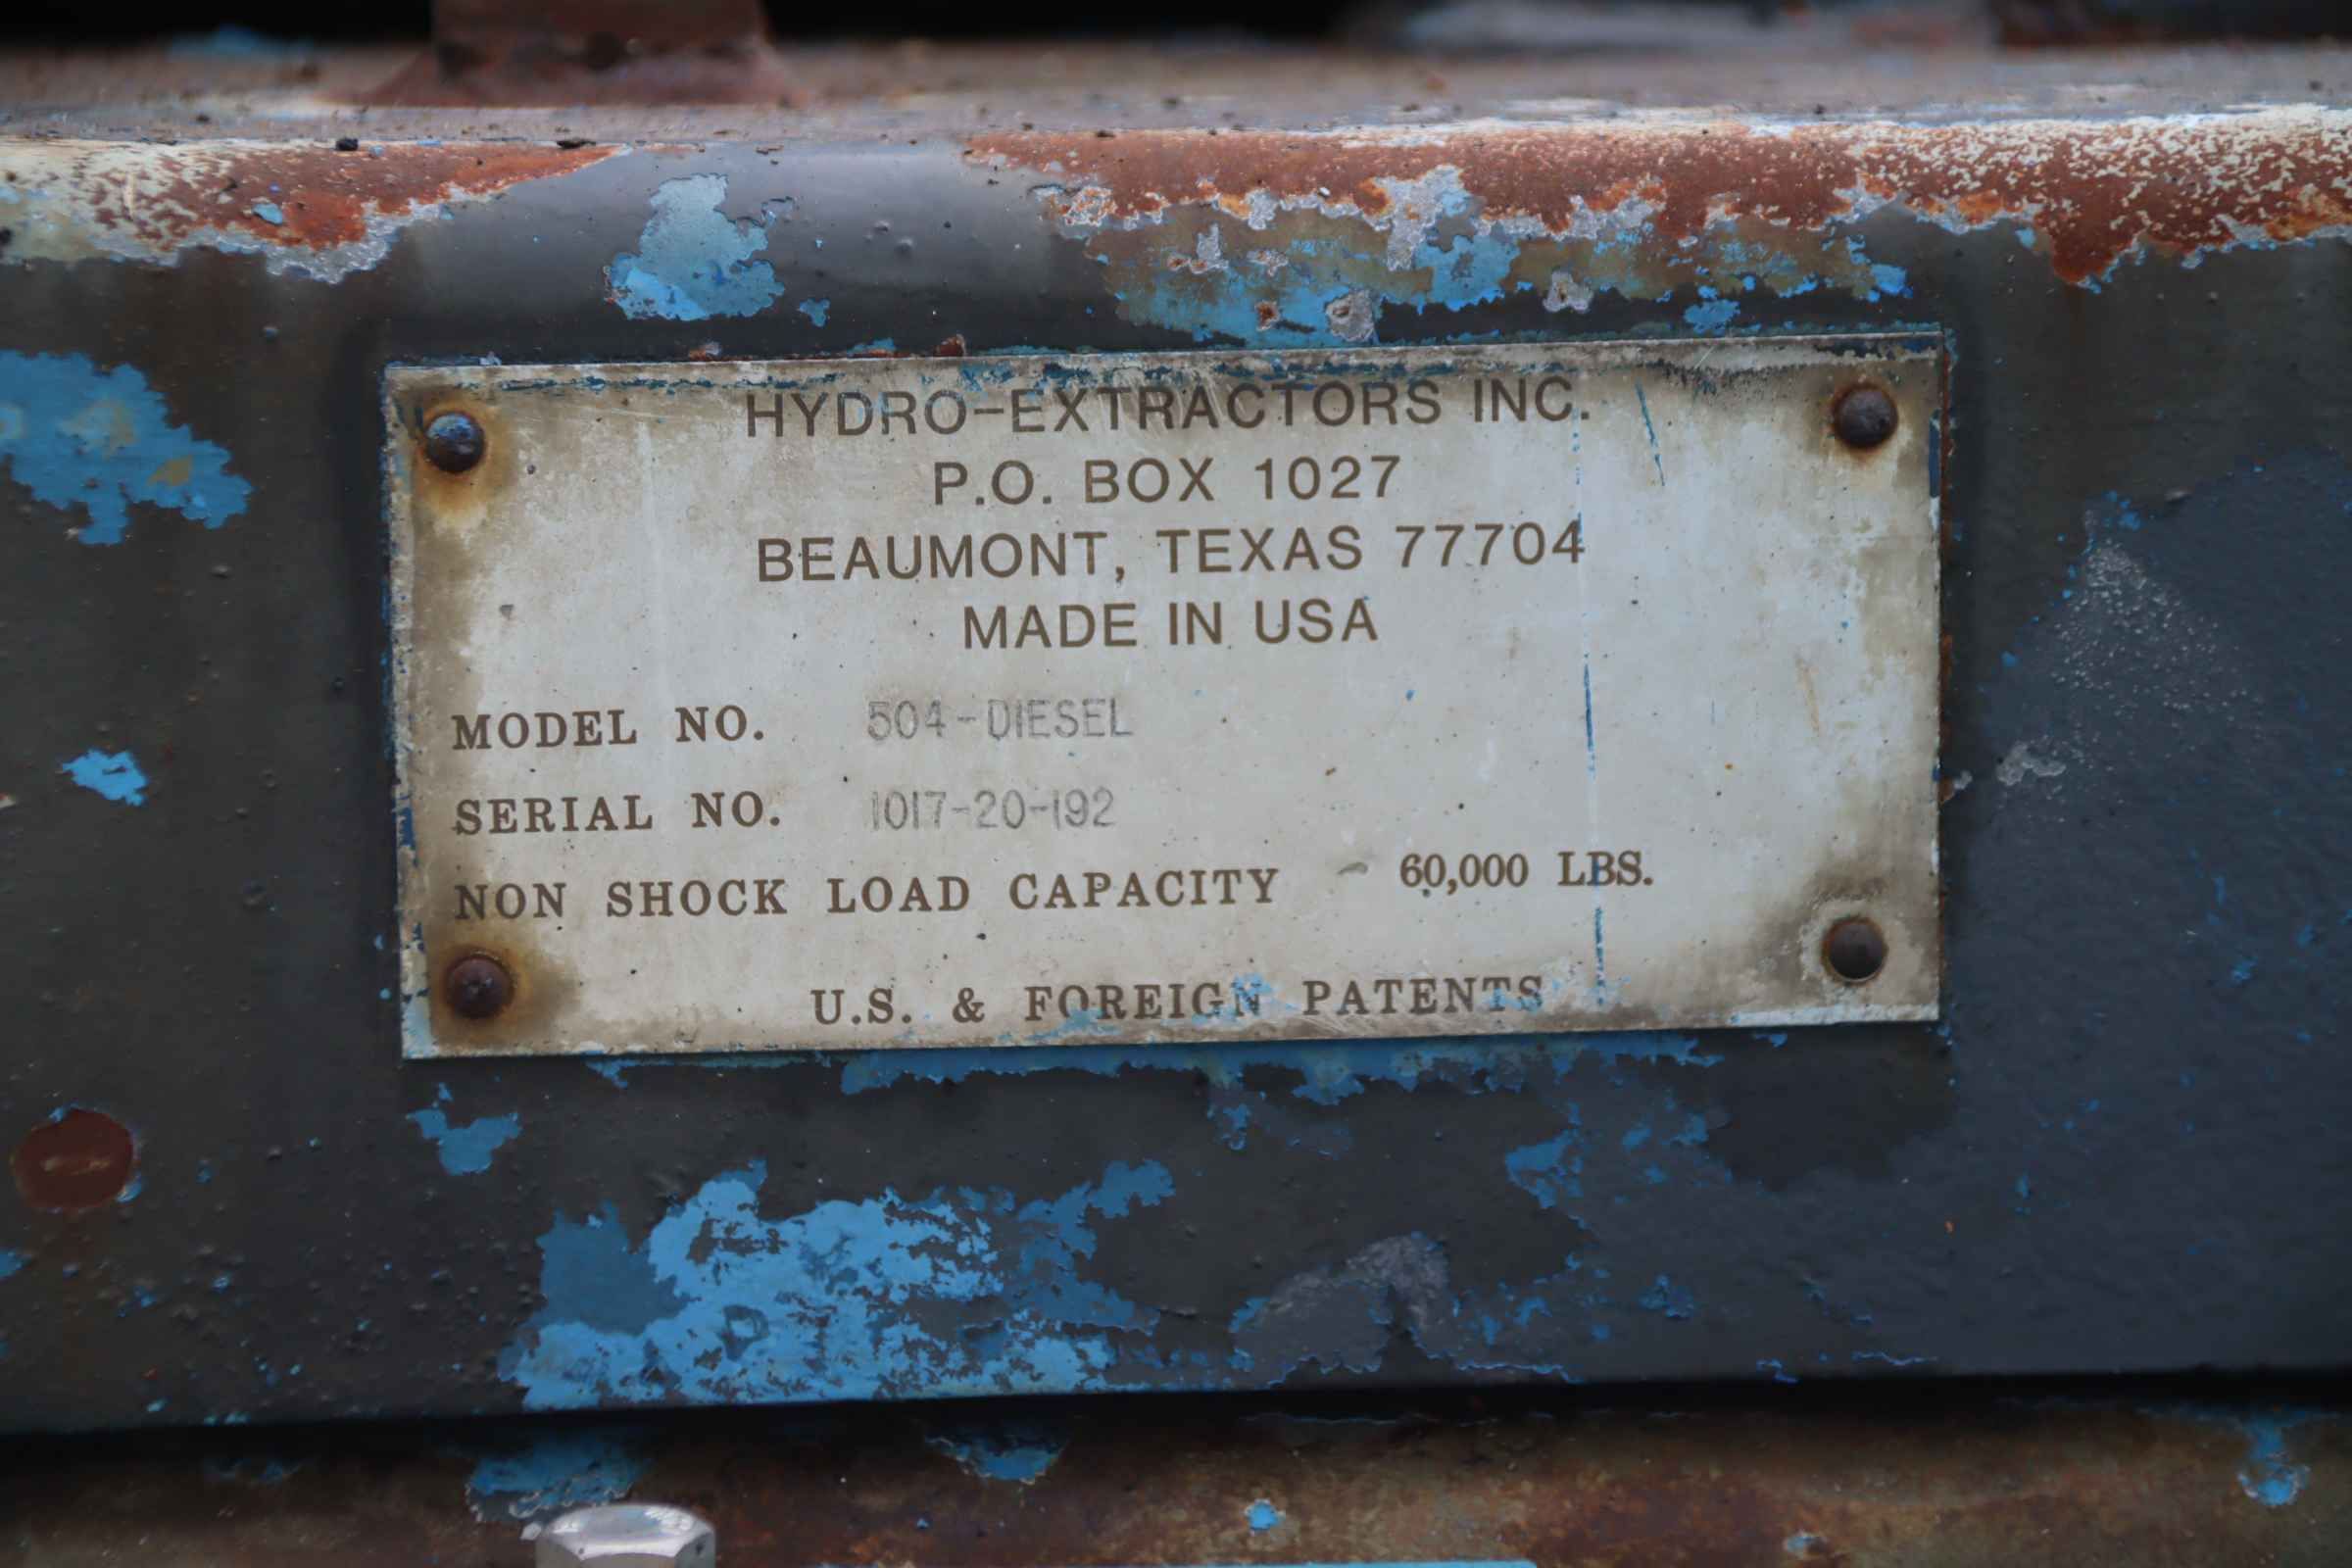 HYDRO-EXTRACTORS INC.
P.O. BOX 1027
BEAUMONT, TEXAS 77704
MADE IN USA
MODEL NO. 504-DIESEL
SERIAL NO. 1017-20-192
NON SHOCK LOAD CAPACITY - 60,000 LBS.
U.S. & FOREIGN PATENTS